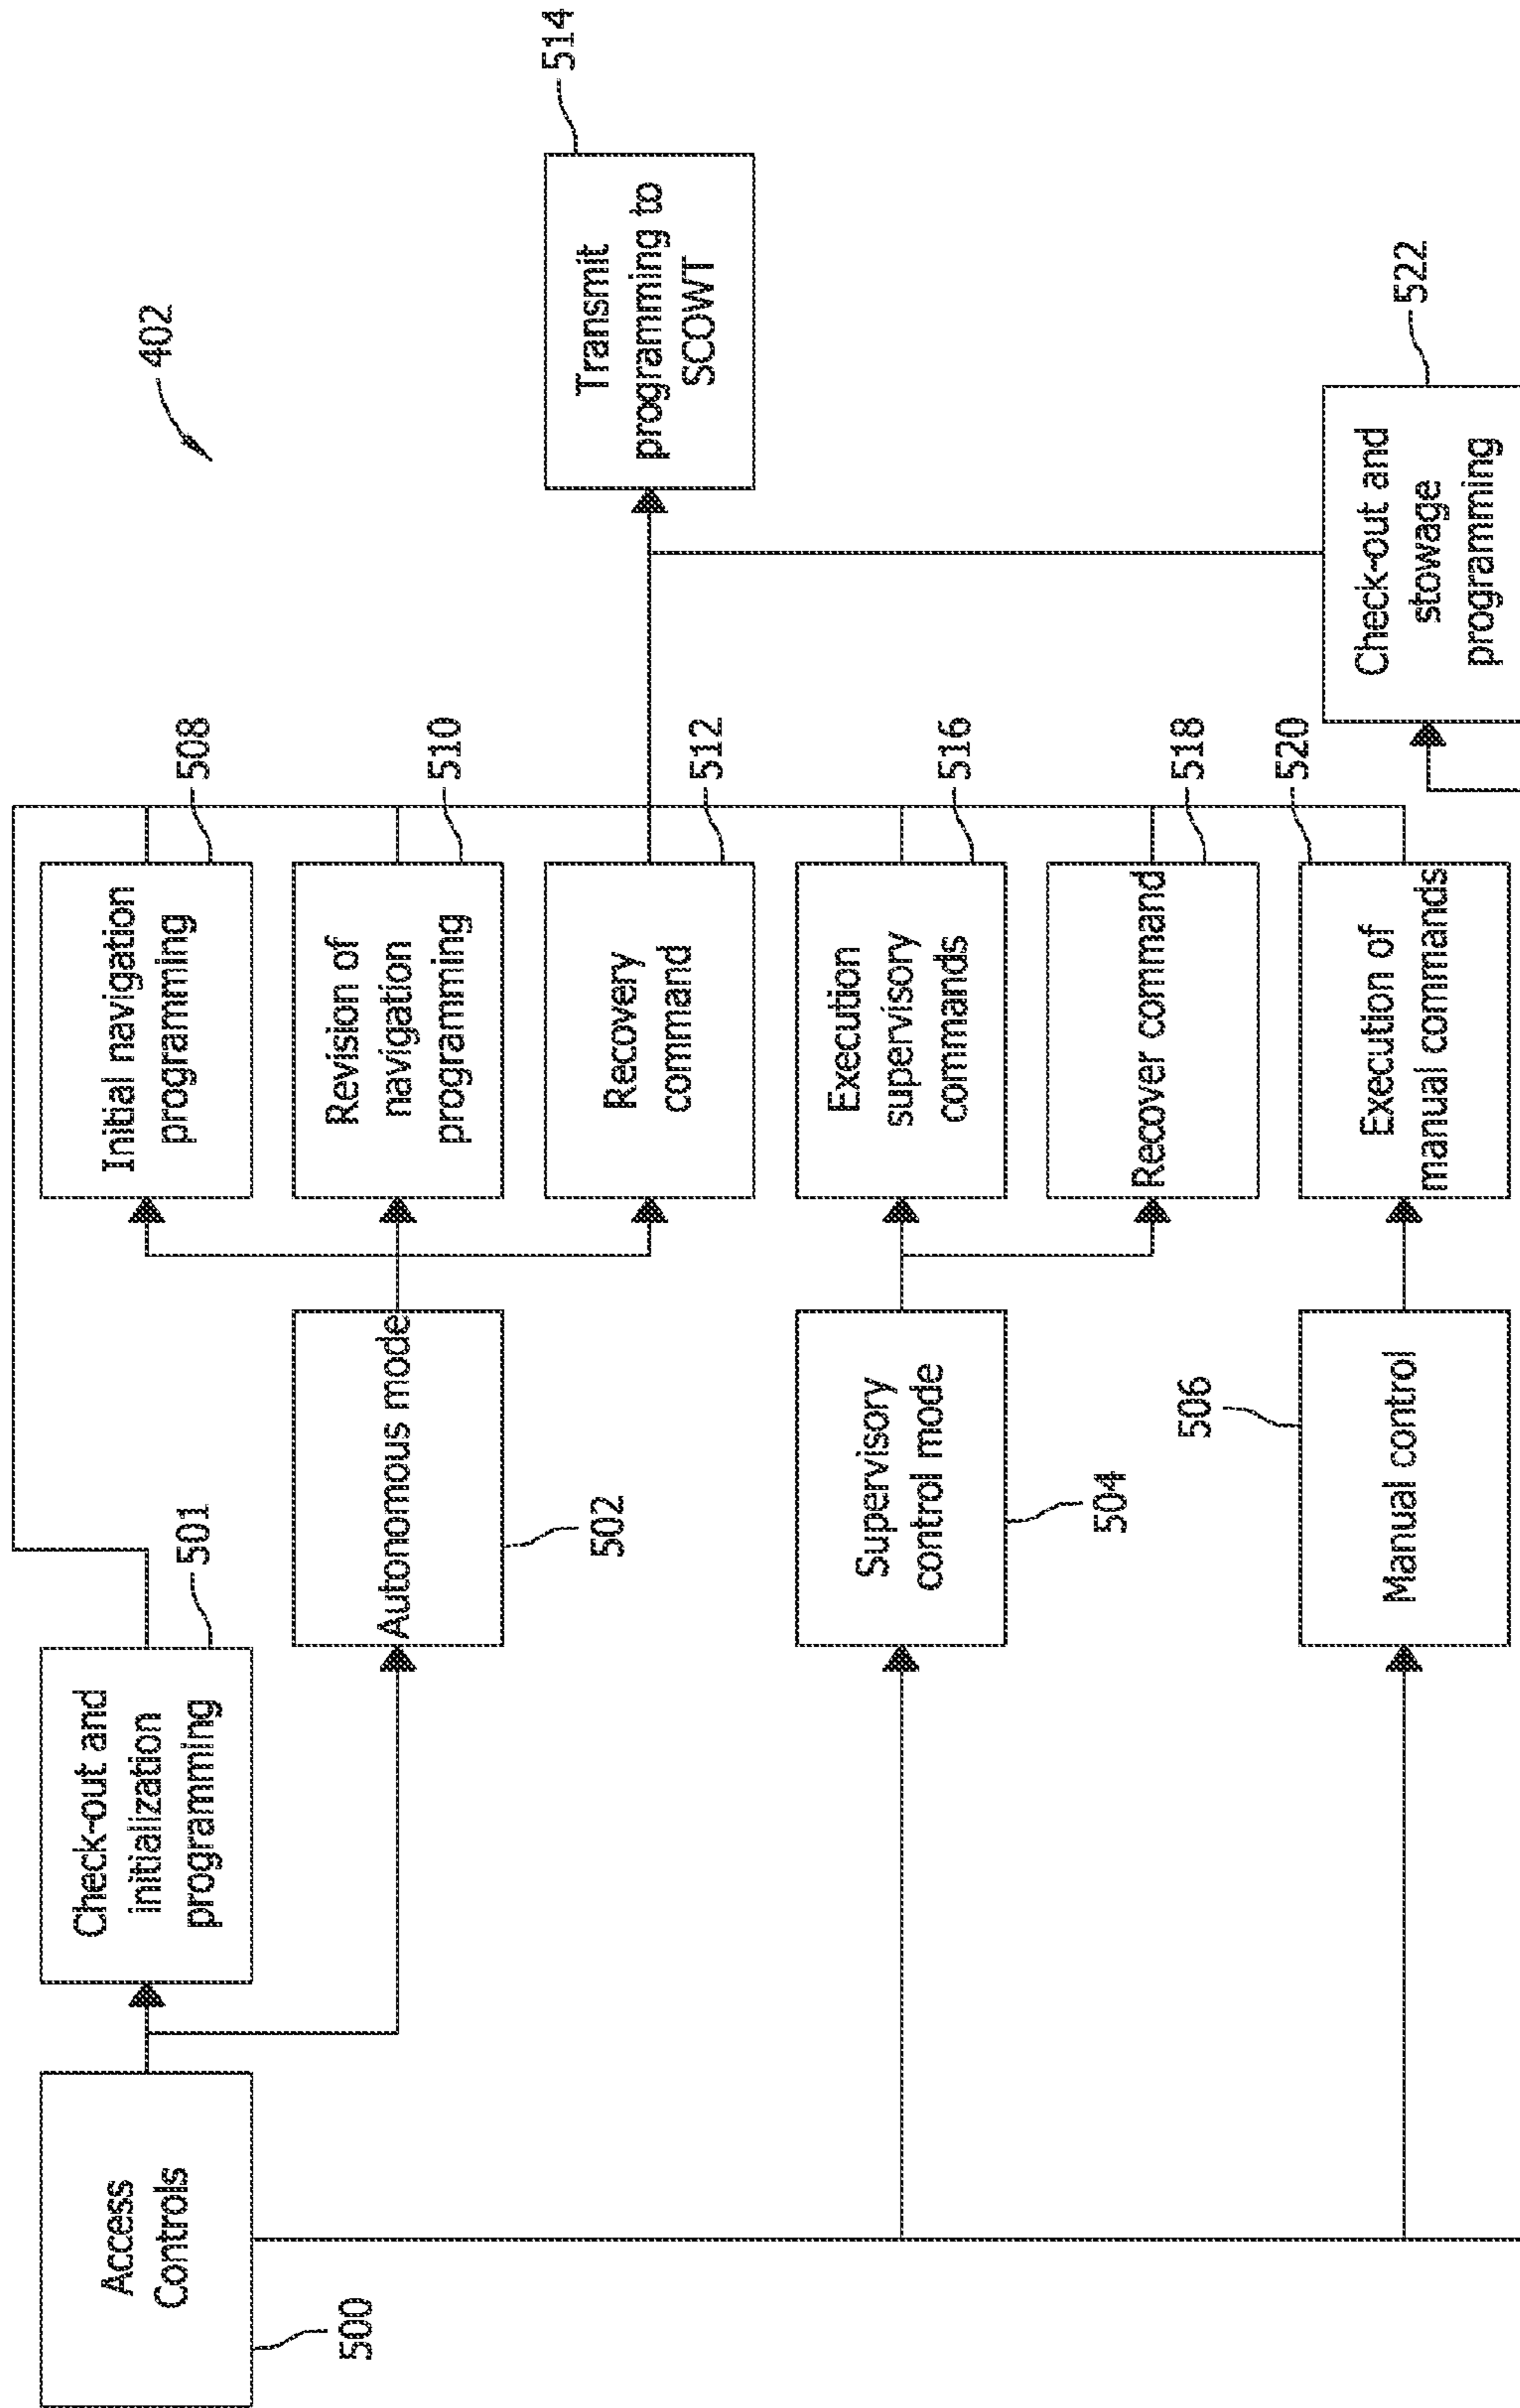 402
Access
Controls
500
Check-out and
initialization
programming
501
Autonomous mode
502
Supervisory
control mode
504
Manual control
506
Initial navigation
programming
508
Revision of
navigation
programming
510
Recovery
command
512
Execution
supervisory
commands
516
Recover command
518
Execution of
manual commands
520
Transmit
programming to
SCOWT
514
Check-out and
stowage
programming
522